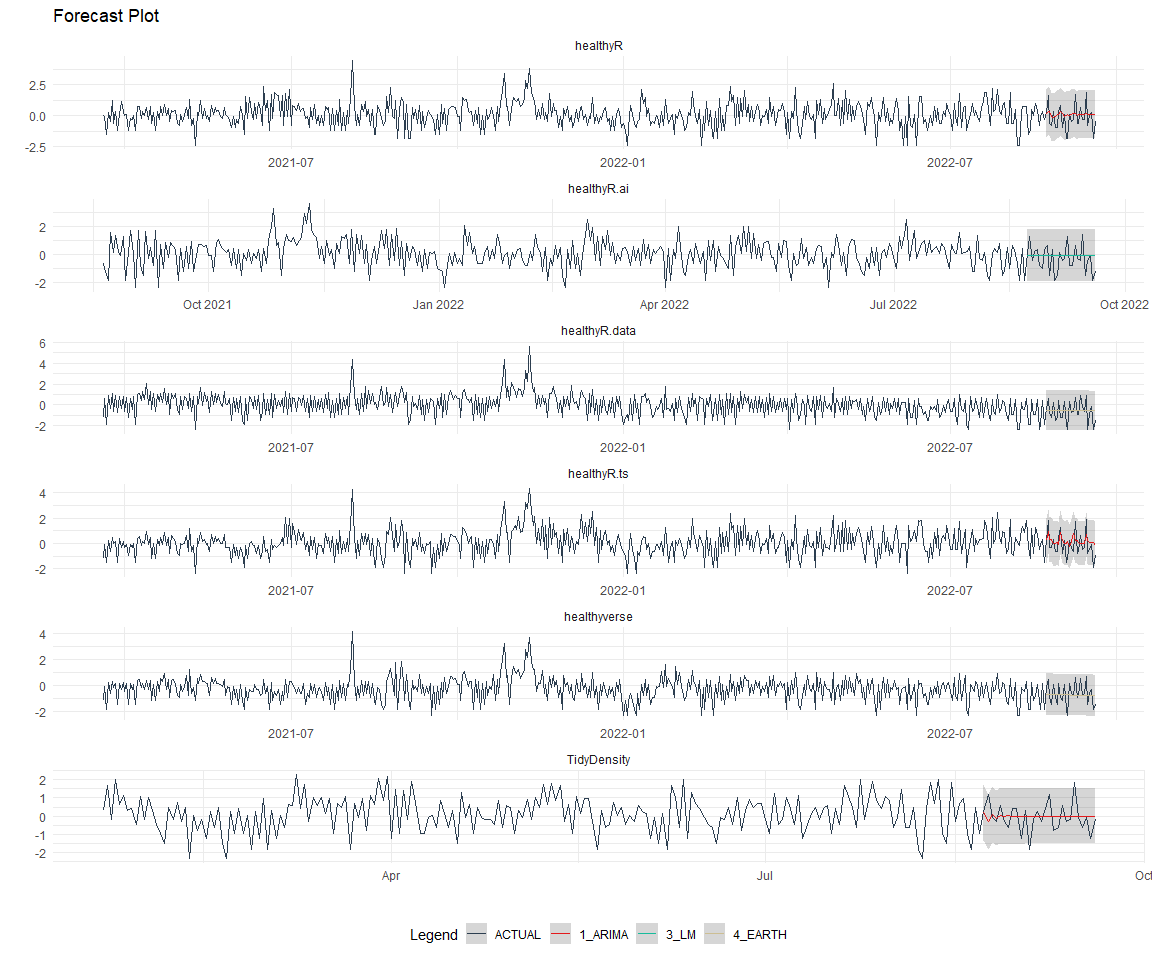 Forecast Plot
healthyR
2.5
0.0
-2.5
2021-07 2022-01 2022-07
healthyR.ai
2
0
-2
Oct 2021 Jan 2022 Apr 2022 Jul 2022 Oct 2022
healthyR.data
6
4
2
0
-2
2021-07 2022-01 2022-07
healthyR.ts
4
2
0
-2
2021-07 2022-01 2022-07
healthyverse
4
2
0
-2
2021-07 2022-01 2022-07
TidyDensity
2
1
0
-1
-2
Apr Jul Oct
Legend ACTUAL 1_ARIMA 3_LM 4_EARTH